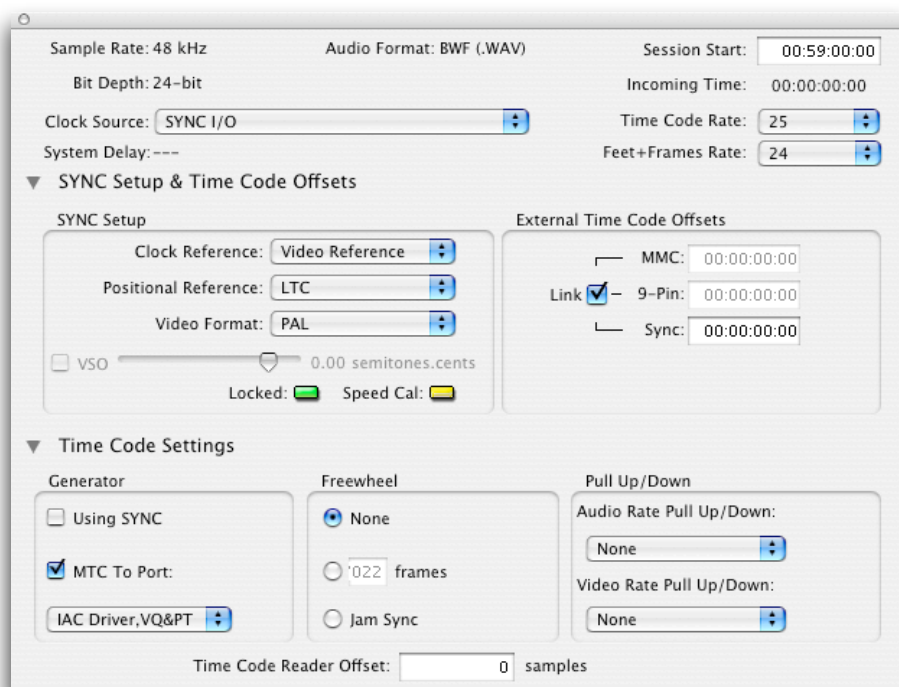 Sample Rate: 48 kHz Audio Format: BWF (.WAV) Session Start: 00:59:00:00
Bit Depth: 24-bit Incoming Time: 00:00:00:00
Clock Source: SYNC I/O Time Code Rate: 25
System Delay: --- Feet+Frames Rate: 24
SYNC Setup & Time Code Offsets
SYNC Setup External Time Code Offsets
Clock Reference: Video Reference MMC: 00:00:00:00
Positional Reference: LTC Link 9-Pin: 00:00:00:00
Video Format: PAL Sync: 00:00:00:00
VSO 0.00 semitones.cents
Locked: Speed Cal:
Time Code Settings
Generator Freewheel Pull Up/Down
Using SYNC None Audio Rate Pull Up/Down:
None
MTC To Port: '022 frames Video Rate Pull Up/Down:
IAC Driver,VQ&PT Jam Sync None
Time Code Reader Offset: 0 samples